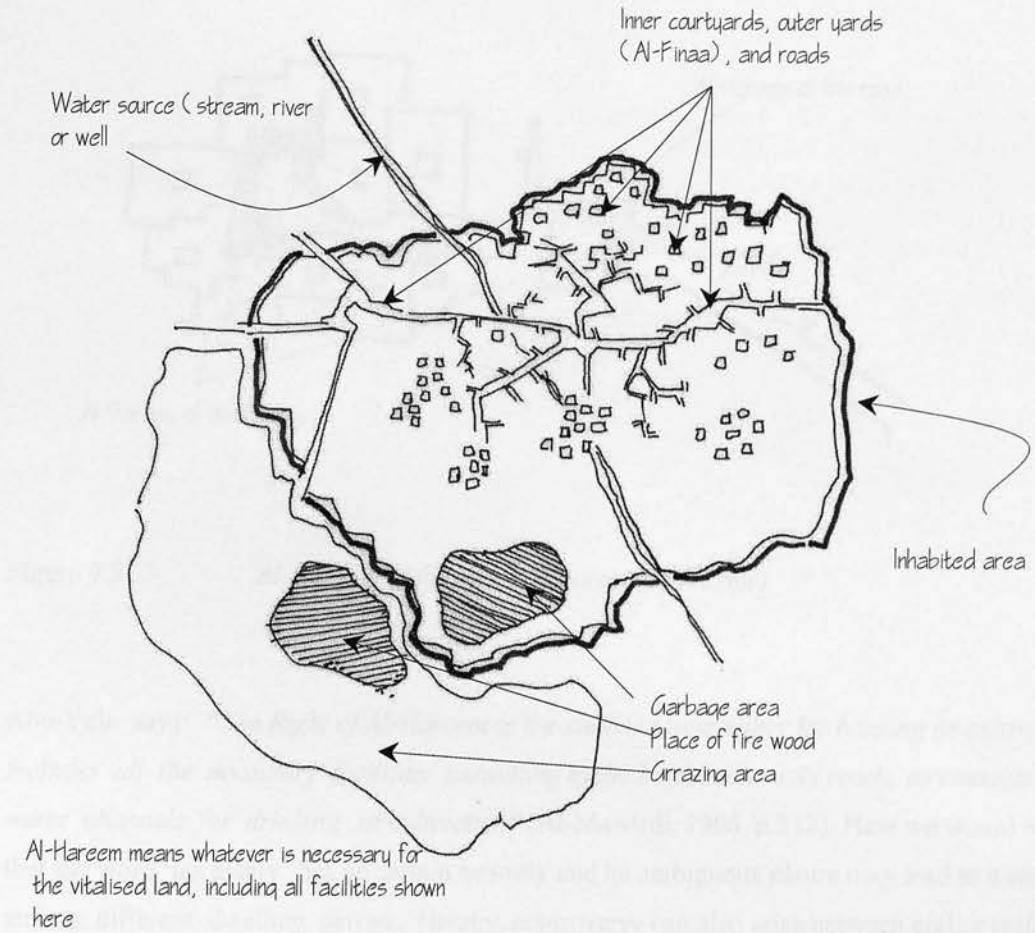 Inner courtyards, outer yards
(Al-Finaa), and roads
Water source ( stream, river
or well
Inhabited area
Garbage area
Place of fire wood
Grrazing area
Al-Hareem means whatever is necessary for
the vitalised land, including all facilities shown
here